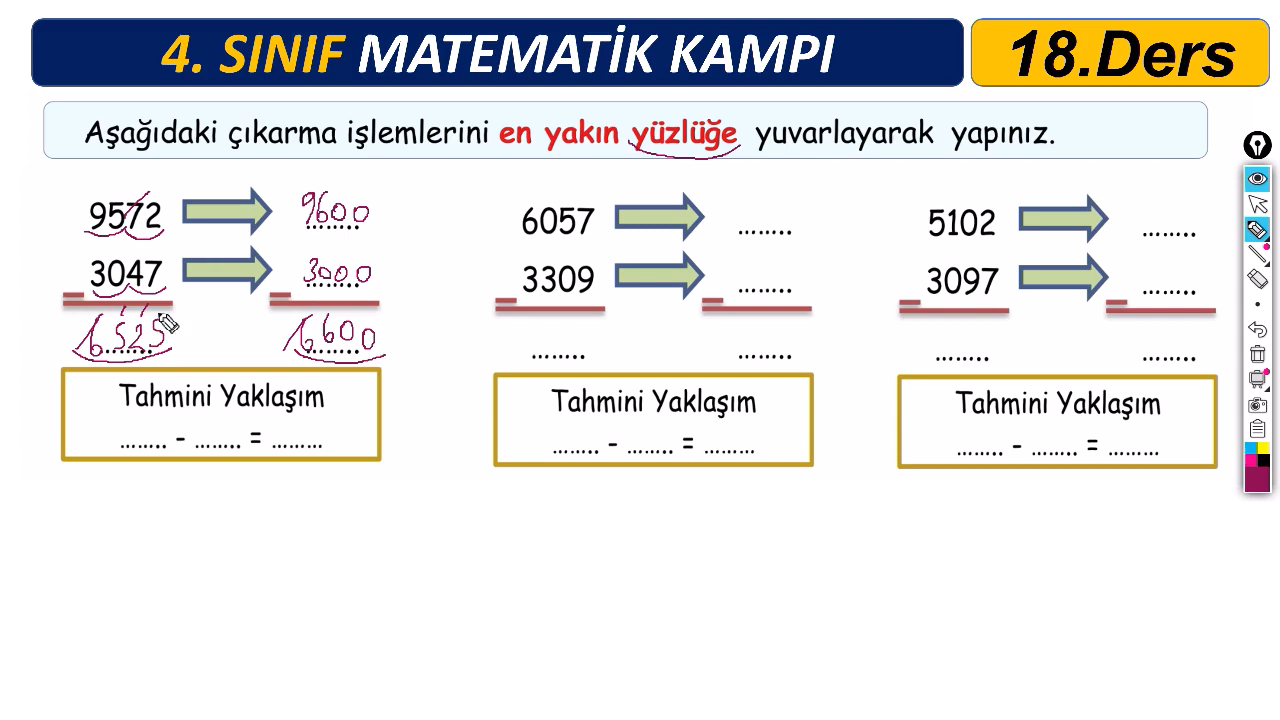 4. SINIF MATEMATİK KAMPI
18.Ders
Aşağıdaki çıkarma işlemlerini en yakın yüzlüğe yuvarlayarak yapınız.
9572 9600
3047 3000
6525 6600
Tahmini Yaklaşım
…….. - …….. = ………
6057 ……..
3309 ……..
…….. ……..
Tahmini Yaklaşım
…….. - …….. = ………
5102 ……..
3097 ……..
…….. ……..
Tahmini Yaklaşım
…….. - …….. = ………